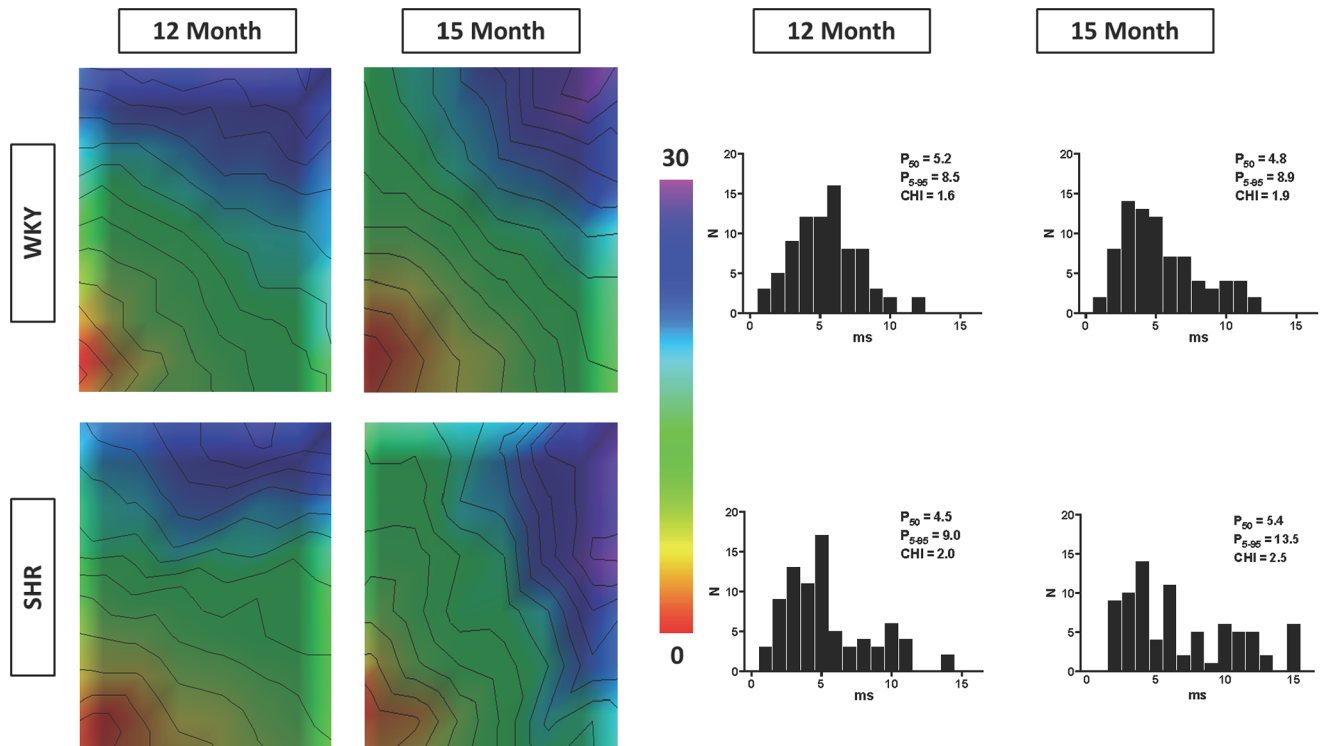 12 Month
15 Month
12 Month
15 Month
WKY
30
0
20
15
10
5
0
N
0
5
10
15
ms
P50 = 5.2
P5-95 = 8.5
CHI = 1.6
20
15
10
5
0
N
0
5
10
15
ms
P50 = 4.8
P5-95 = 8.9
CHI = 1.9
SHR
20
15
10
5
0
N
0
5
10
15
ms
P50 = 4.5
P5-95 = 9.0
CHI = 2.0
20
15
10
5
0
N
0
5
10
15
ms
P50 = 5.4
P5-95 = 13.5
CHI = 2.5